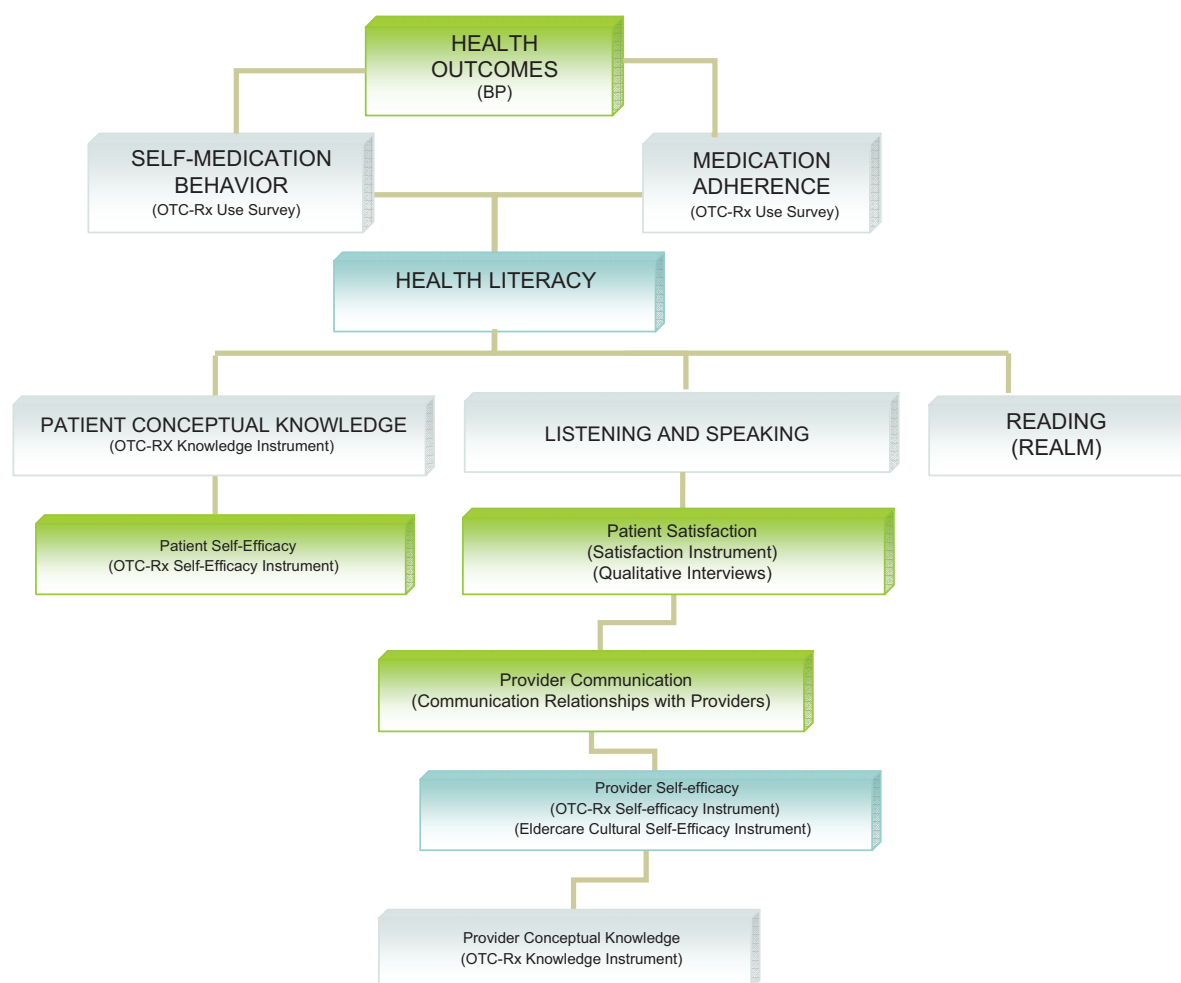 HEALTH
OUTCOMES
(BP)
SELF-MEDICATION
BEHAVIOR
(OTC-Rx Use Survey)
MEDICATION
ADHERENCE
(OTC-Rx Use Survey)
HEALTH LITERACY
PATIENT CONCEPTUAL KNOWLEDGE
(OTC-RX Knowledge Instrument)
LISTENING AND SPEAKING
READING
(REALM)
Patient Self-Efficacy
(OTC-Rx Self-Efficacy Instrument)
Patient Satisfaction
(Satisfaction Instrument)
(Qualitative Interviews)
Provider Communication
(Communication Relationships with Providers)
Provider Self-efficacy
(OTC-Rx Self-efficacy Instrument)
(Eldercare Cultural Self-Efficacy Instrument)
Provider Conceptual Knowledge
(OTC-Rx Knowledge Instrument)